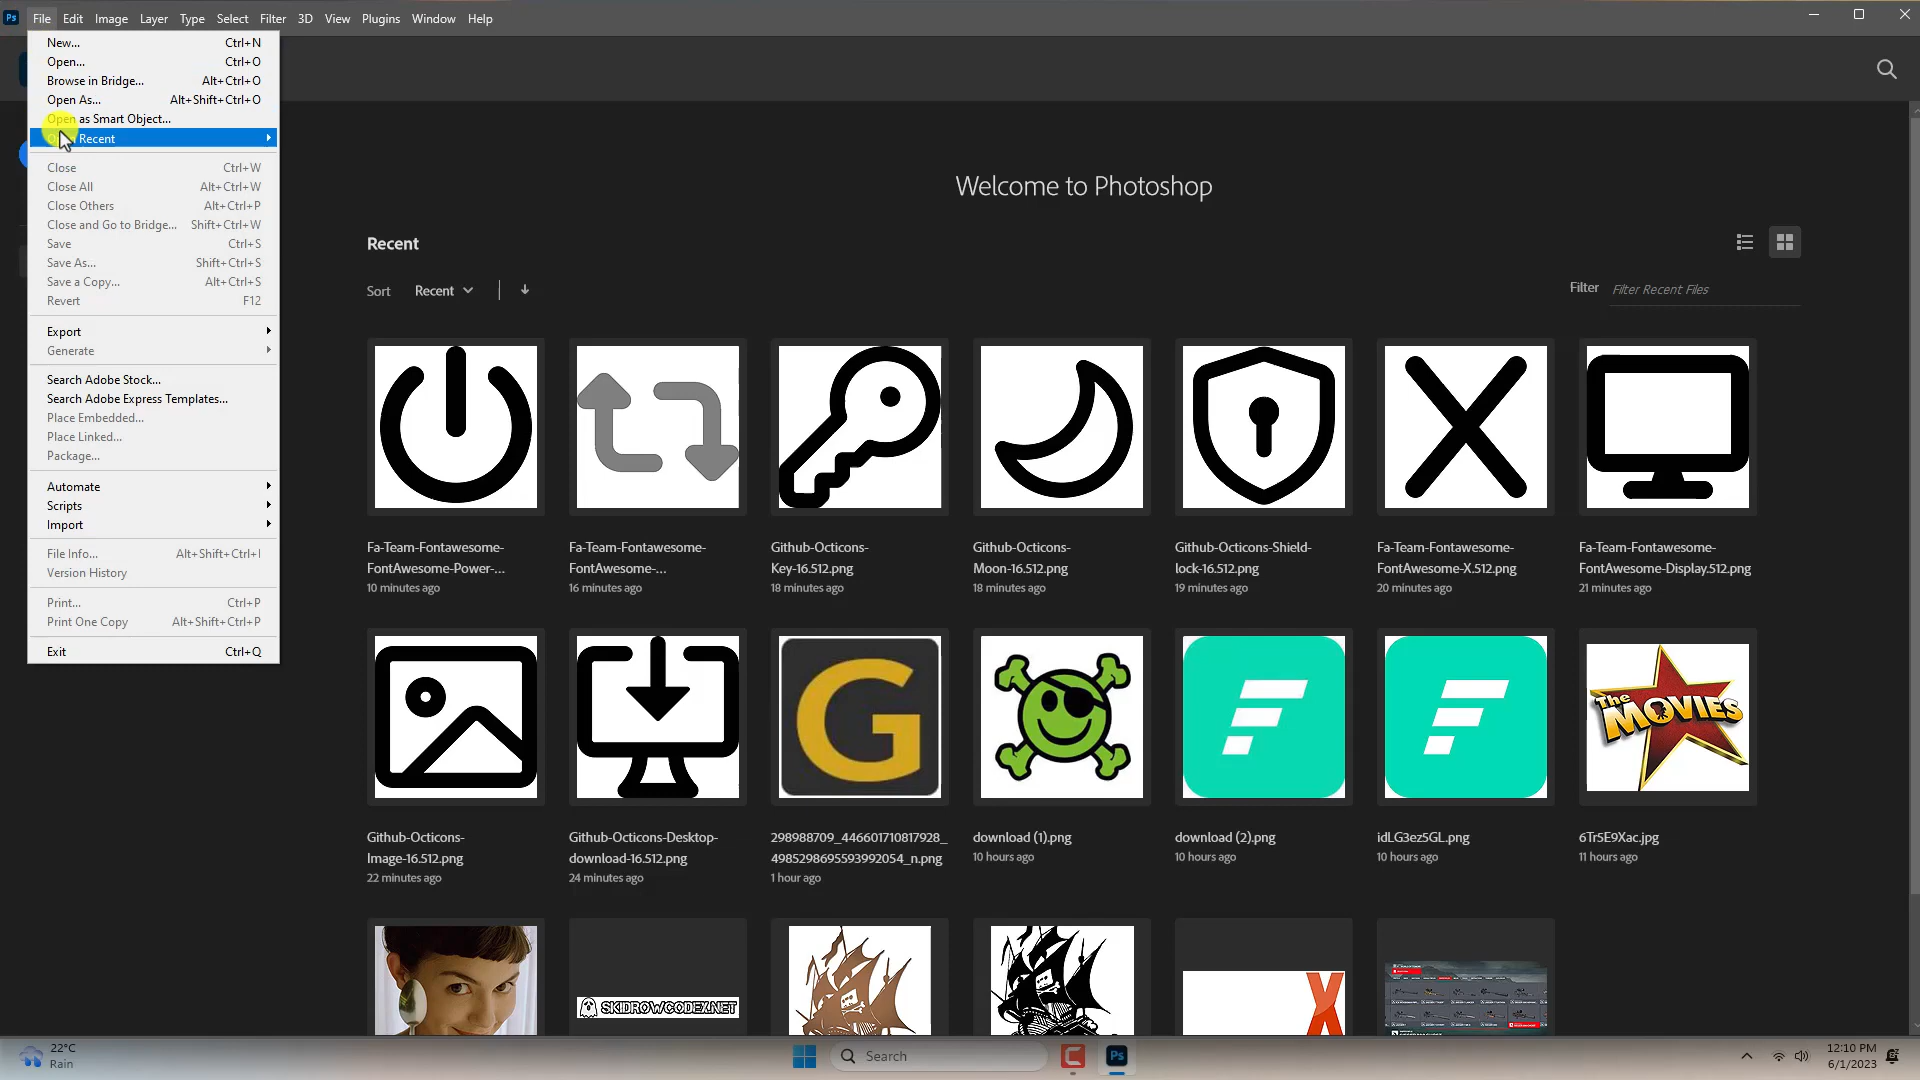 Ps File Edit Image Layer Type Select Filter 3D View Plugins Window Help
New... Ctrl+N
Open... Ctrl+O
Browse in Bridge... Alt+Ctrl+O
Open As... Alt+Shift+Ctrl+O
Open as Smart Object...
Recent
Close Ctrl+W
Close All Alt+Ctrl+W
Close Others Alt+Ctrl+P
Close and Go to Bridge... Shift+Ctrl+W
Save Ctrl+S
Save As... Shift+Ctrl+S
Save a Copy... Alt+Ctrl+S
Revert F12
Export
Generate
Search Adobe Stock...
Search Adobe Express Templates...
Place Embedded...
Place Linked...
Package...
Automate
Scripts
Import
File Info... Alt+Shift+Ctrl+I
Version History
Print... Ctrl+P
Print One Copy Alt+Shift+Ctrl+P
Exit Ctrl+Q
Welcome to Photoshop
Recent
Sort Recent
Filter Filter Recent Files
Fa-Team-Fontawesome-
FontAwesome-Power-...
10 minutes ago
Fa-Team-Fontawesome-
FontAwesome-...
16 minutes ago
Github-Octicons-
Key-16.512.png
18 minutes ago
Github-Octicons-
Moon-16.512.png
18 minutes ago
Github-Octicons-Shield-
lock-16.512.png
19 minutes ago
Fa-Team-Fontawesome-
FontAwesome-X.512.png
20 minutes ago
Fa-Team-Fontawesome-
FontAwesome-Display.512.png
21 minutes ago
G
The
MOVIES
Github-Octicons-
Image-16.512.png
22 minutes ago
Github-Octicons-Desktop-
download-16.512.png
24 minutes ago
298988709_446601710817928_
4985298695593992054_n.png
1 hour ago
download (1).png
10 hours ago
download (2).png
10 hours ago
idLG3ez5GL.png
10 hours ago
6Tr5E9Xac.jpg
11 hours ago
SKIDROWCODEX.NET
X
22°C
Rain
Search
Ps
12:10 PM
6/1/2023